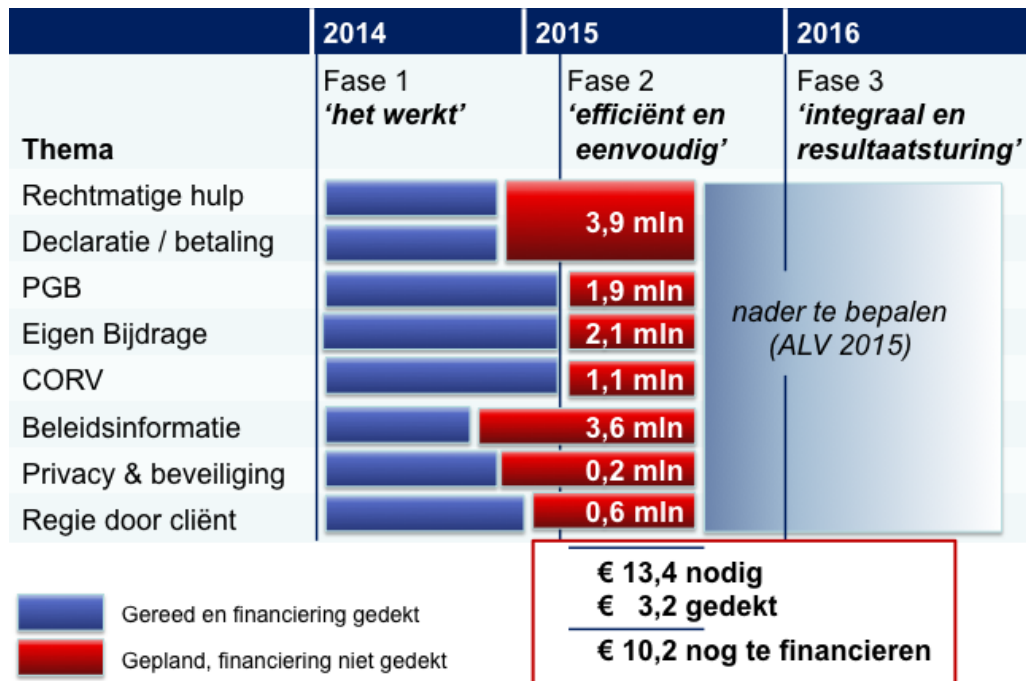 2014 2015 2016
Fase 1 Fase 2 Fase 3
‘het werkt’ ‘efficiënt en ‘integraal en
Thema eenvoudig’ resultaatsturing’
Rechtmatige hulp
3,9 mln
Declaratie / betaling
PGB 1,9 mln
Eigen Bijdrage 2,1 mln
CORV 1,1 mln
nader te bepalen
(ALV 2015)
Beleidsinformatie 3,6 mln
Privacy & beveiliging 0,2 mln
Regie door cliënt 0,6 mln
€ 13,4 nodig
€ 3,2 gedekt
€ 10,2 nog te financieren
Gereed en financiering gedekt
Gepland, financiering niet gedekt